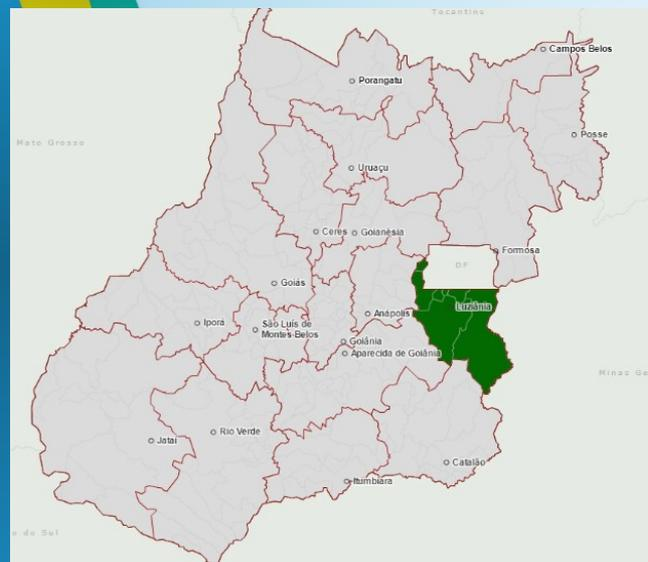 Tocantins
Campos Belos
Porangatu
Posse
Mato Grosso
Uruaçu
Ceres
Goianésia
Formosa
DF
Goiás
Luziânia
Anápolis
Iporá
São Luís de
Montes Belos
Goiânia
Aparecida de Goiânia
Minas Ge
Rio Verde
Jataí
Catalão
Itumbiara
o do Sul